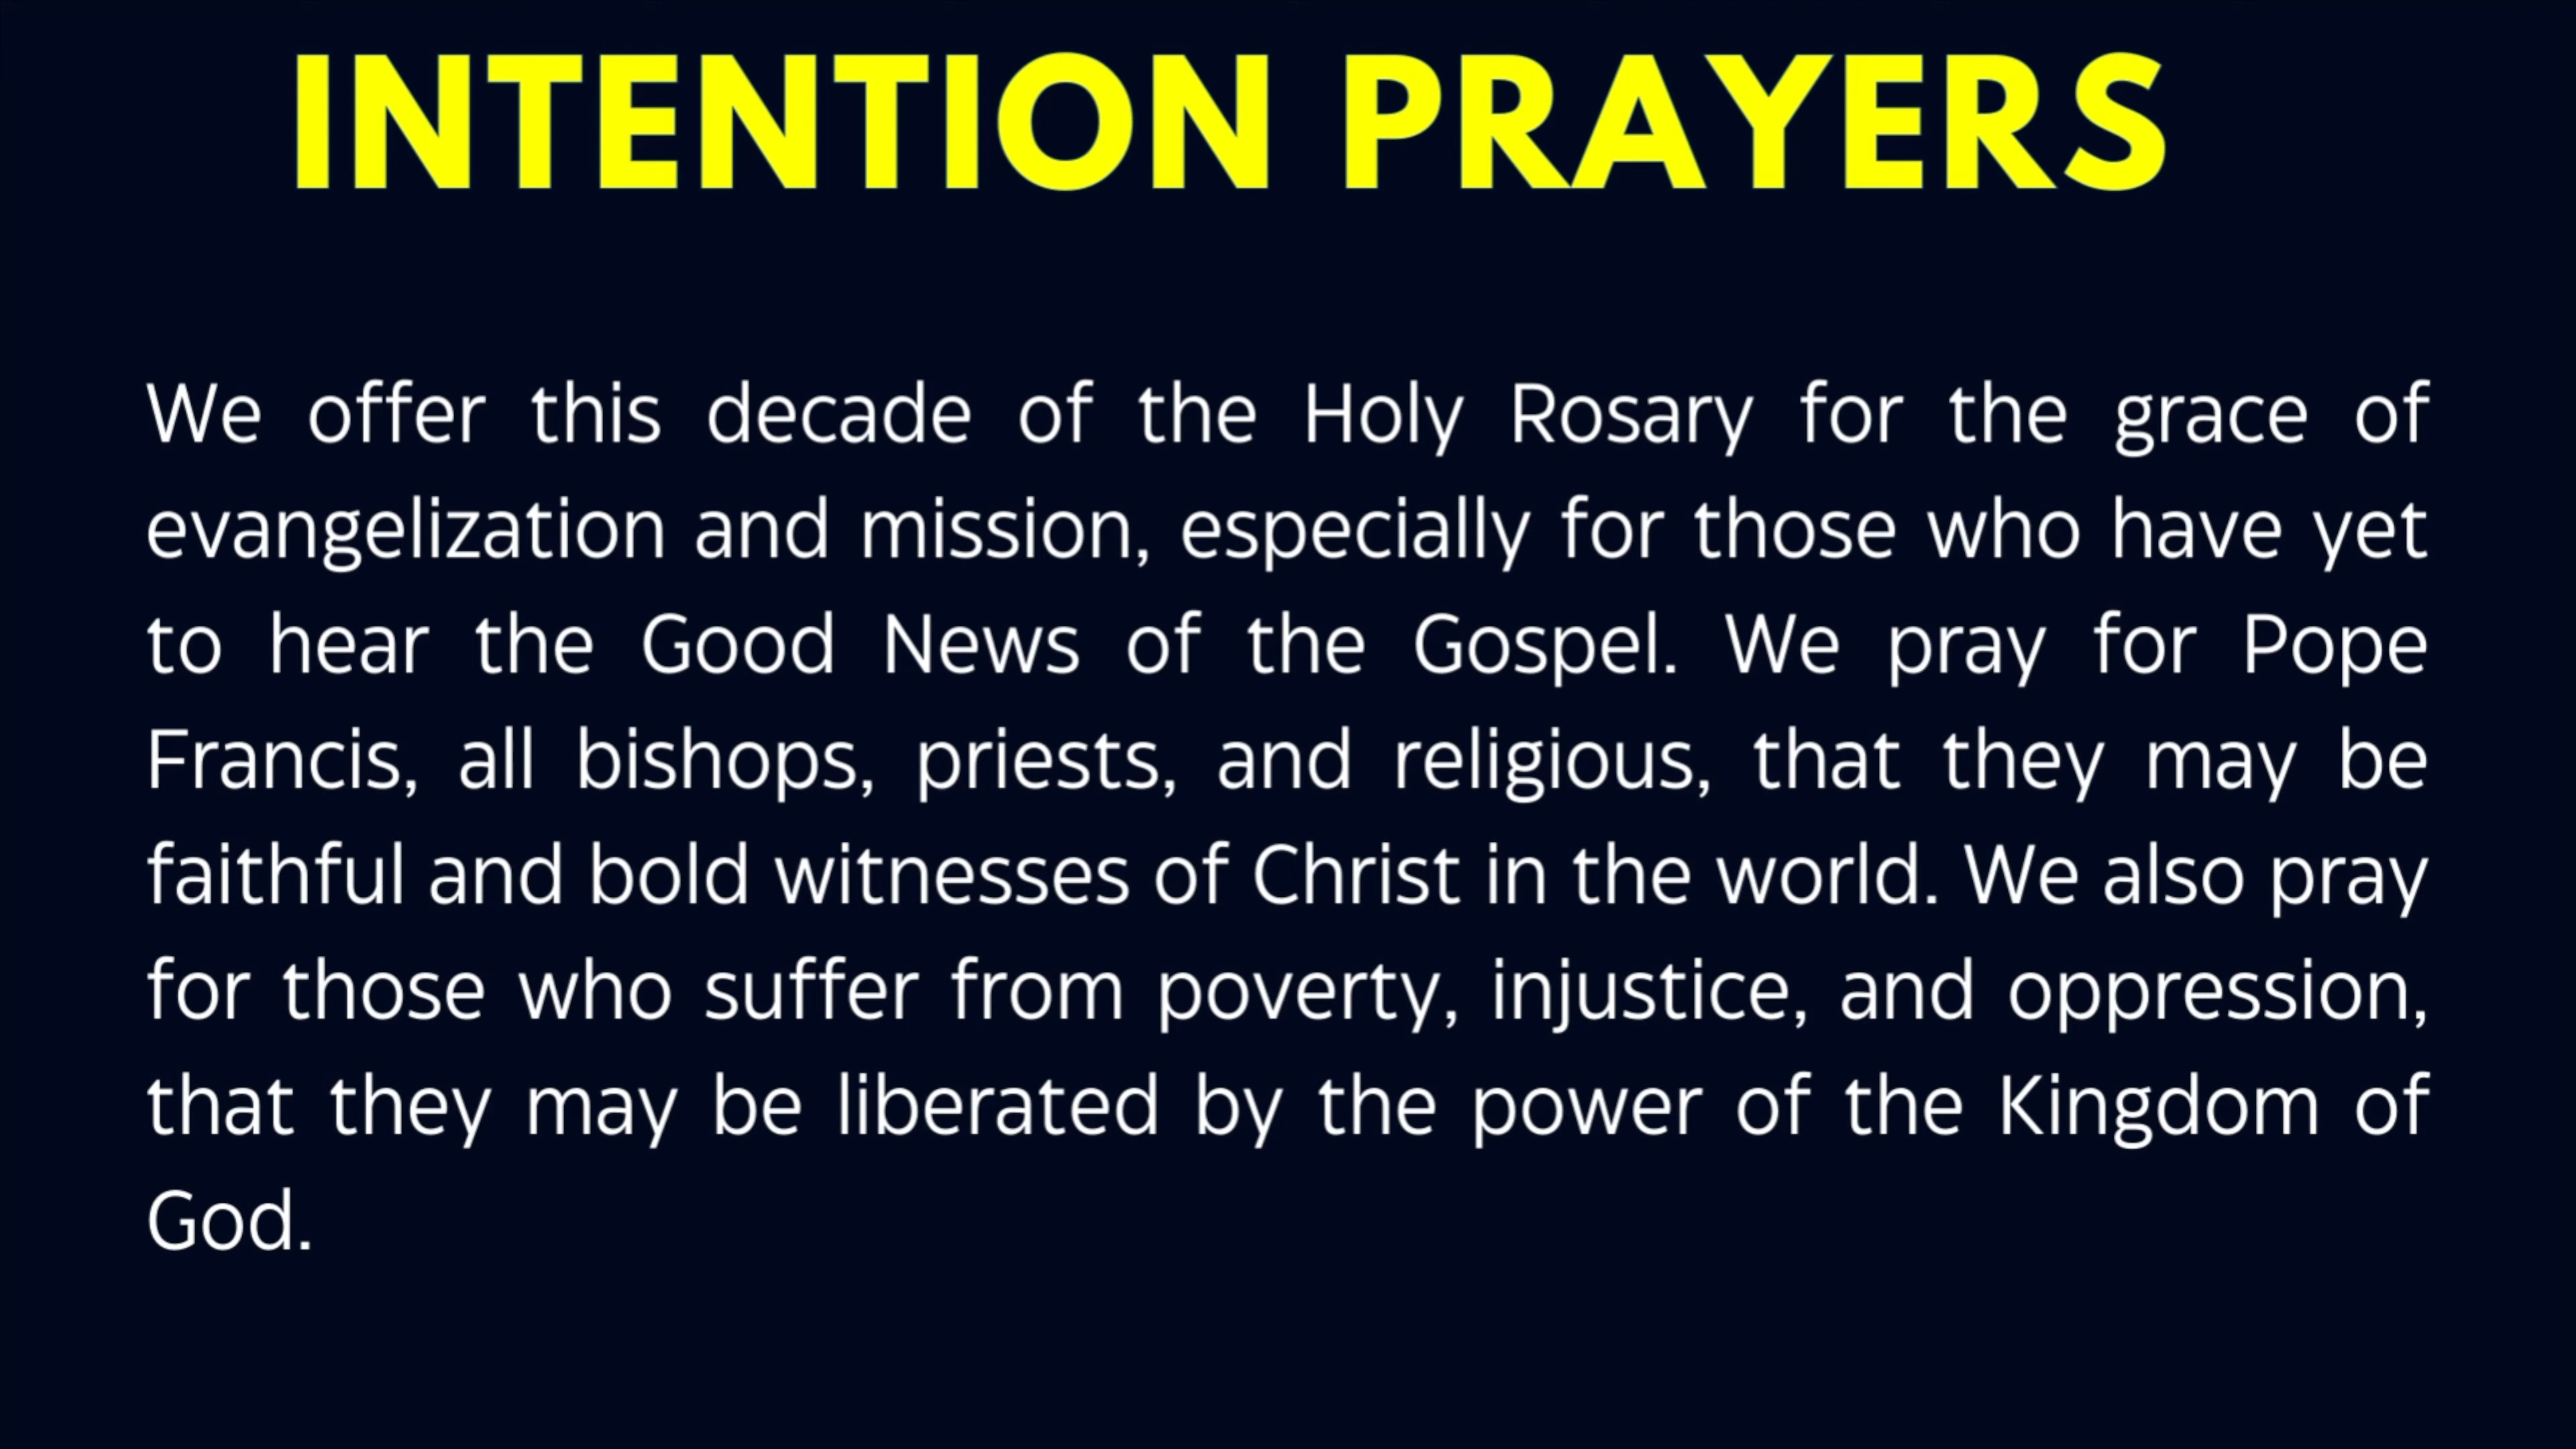 INTENTION PRAYERS
We offer this decade of the Holy Rosary for the grace of
evangelization and mission, especially for those who have yet
to hear the Good News of the Gospel. We pray for Pope
Francis, all bishops, priests, and religious, that they may be
faithful and bold witnesses of Christ in the world. We also pray
for those who suffer from poverty, injustice, and oppression,
that they may be liberated by the power of the Kingdom of
God.